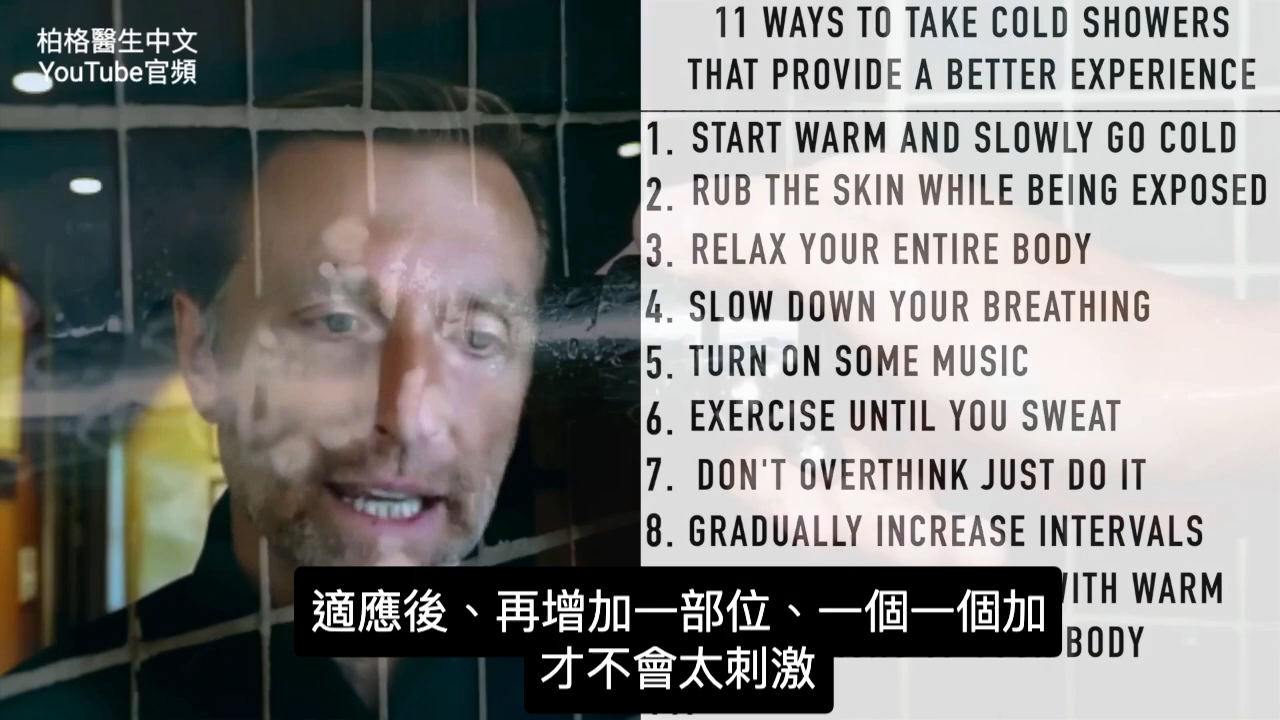 柏格醫生中文
YouTube官頻
11 WAYS TO TAKE COLD SHOWERS
THAT PROVIDE A BETTER EXPERIENCE
1. START WARM AND SLOWLY GO COLD
2. RUB THE SKIN WHILE BEING EXPOSED
3. RELAX YOUR ENTIRE BODY
4. SLOW DOWN YOUR BREATHING
5. TURN ON SOME MUSIC
6. EXERCISE UNTIL YOU SWEAT
7. DON'T OVERTHINK JUST DO IT
8. GRADUALLY INCREASE INTERVALS
WITH WARM
BODY
適應後、再增加一部位、一個一個加
才不會太刺激